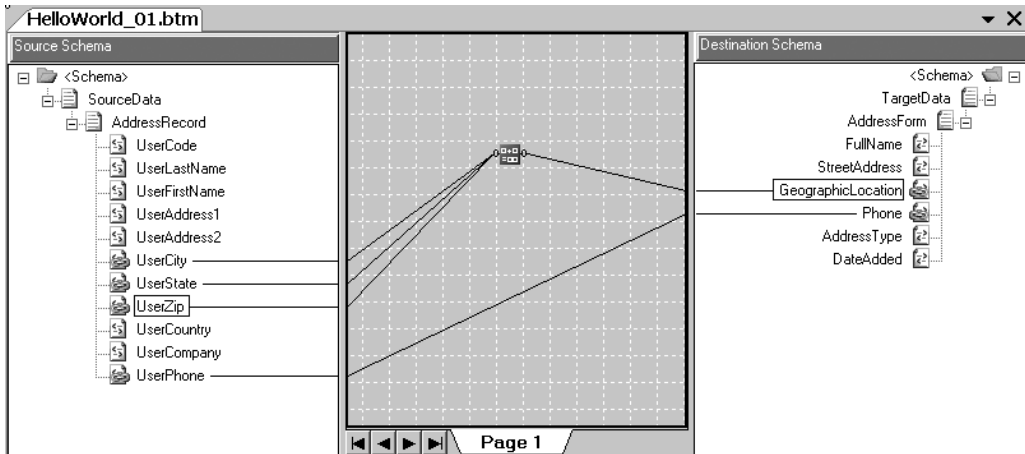 HelloWorld_01.btm
Source Schema
Destination Schema
<Schema>
SourceData
AddressRecord
UserCode
UserLastName
UserFirstName
UserAddress1
UserAddress2
UserCity
UserState
UserZip
UserCountry
UserCompany
UserPhone
<Schema>
TargetData
AddressForm
FullName
StreetAddress
GeographicLocation
Phone
AddressType
DateAdded
Page 1